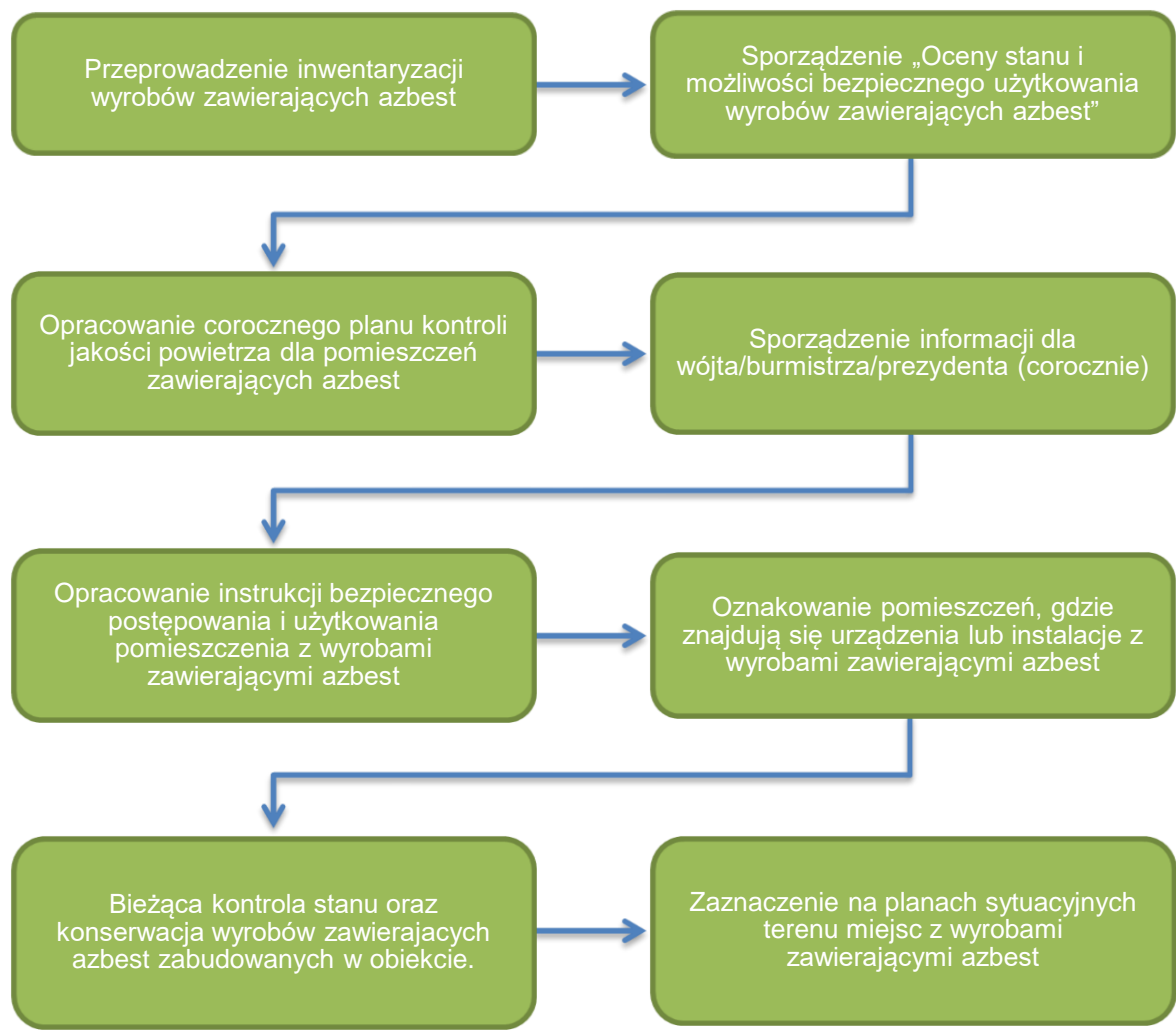 Przeprowadzenie inwentaryzacji
wyrobów zawierających azbest
Sporządzenie „Oceny stanu i
możliwości bezpiecznego użytkowania
wyrobów zawierających azbest”
Opracowanie corocznego planu kontroli
jakości powietrza dla pomieszczeń
zawierających azbest
Sporządzenie informacji dla
wójta/burmistrza/prezydenta (corocznie)
Opracowanie instrukcji bezpiecznego
postępowania i użytkowania
pomieszczenia z wyrobami
zawierającymi azbest
Oznakowanie pomieszczeń, gdzie
znajdują się urządzenia lub instalacje z
wyrobami zawierającymi azbest
Bieżąca kontrola stanu oraz
konserwacja wyrobów zawierajacych
azbest zabudowanych w obiekcie.
Zaznaczenie na planach sytuacyjnych
terenu miejsc z wyrobami
zawierającymi azbest